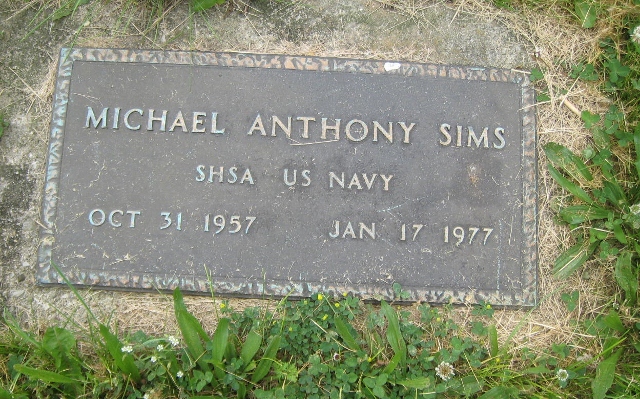 MICHAEL ANTHONY SIMS
SHSA US NAVY
OCT 31 1957 JAN 17 1977